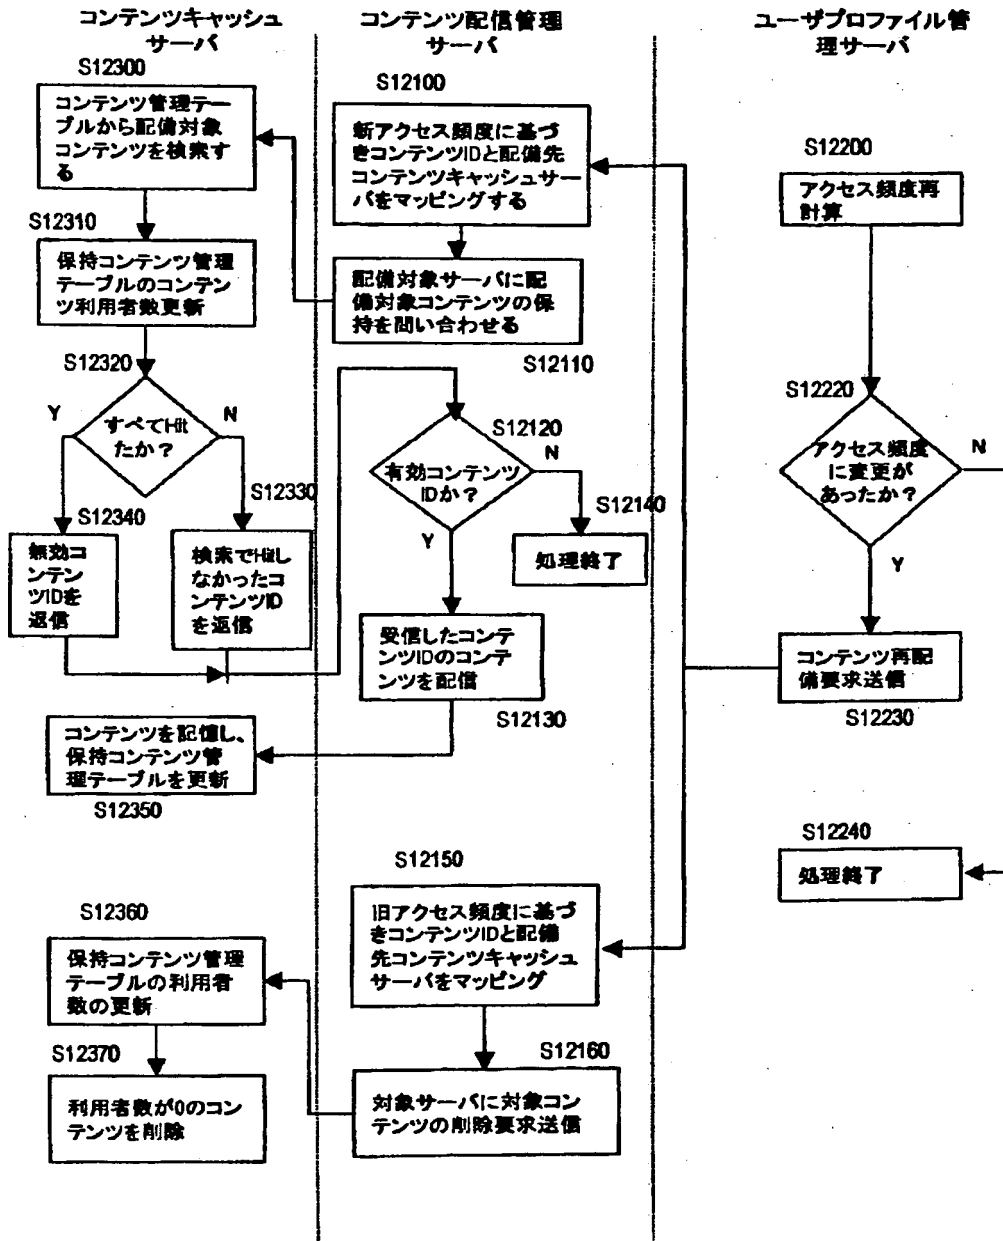 コンテンツキャッシュ
サーバ
コンテンツ配信管理
サーバ
ユーザプロファイル管
理サーバ
S12300
コンテンツ管理テー
ブルから配備対象
コンテンツを検索す
る
S12310
保持コンテンツ管理
テーブルのコンテン
ツ利用者数更新
S12320
すべてHit
たか?
Y
N
S12340
無効コ
ンテン
ツIDを
返信
S12330
検索でHitし
なかったコ
ンテンツID
を返信
コンテンツを記憶し、
保持コンテンツ管
理テーブルを更新
S12350
S12360
保持コンテンツ管理
テーブルの利用者
数の更新
S12370
利用者数が0のコ
ンテンツを削除
S12100
新アクセス頻度に基づ
きコンテンツIDと配備先
コンテンツキャッシュサー
バをマッピングする
配備対象サーバに配
備対象コンテンツの保
持を問い合わせる
S12110
S12120
有効コンテンツ
IDか?
N
Y
S12140
処理終了
受信したコンテ
ンツIDのコンテ
ンツを配信
S12130
S12150
旧アクセス頻度に基づ
きコンテンツIDと配備
先コンテンツキャッシュ
サーバをマッピング
S12160
対象サーバに対象コン
テンツの削除要求送信
S12200
アクセス頻度再
計算
S12220
アクセス頻度
に変更が
あったか?
N
Y
コンテンツ再配
備要求送信
S12230
S12240
処理終了